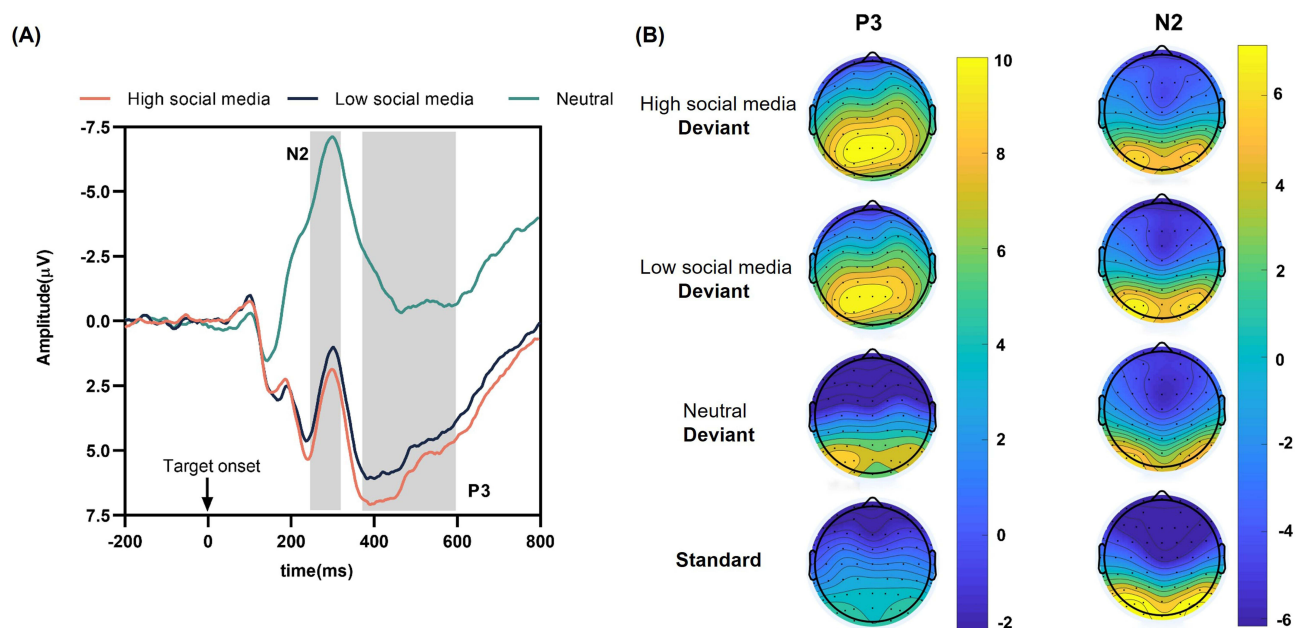 (A)
High social media Low social media Neutral
-7.5
-5.0
-2.5
0.0
2.5
5.0
7.5
Amplitude(μV)
N2
P3
Target onset
-200 0 200 400 600 800
time(ms)
(B)
P3 N2
High social media
Deviant
Low social media
Deviant
Neutral
Deviant
Standard
10
8
6
4
2
0
-2
6
4
2
0
-2
-4
-6